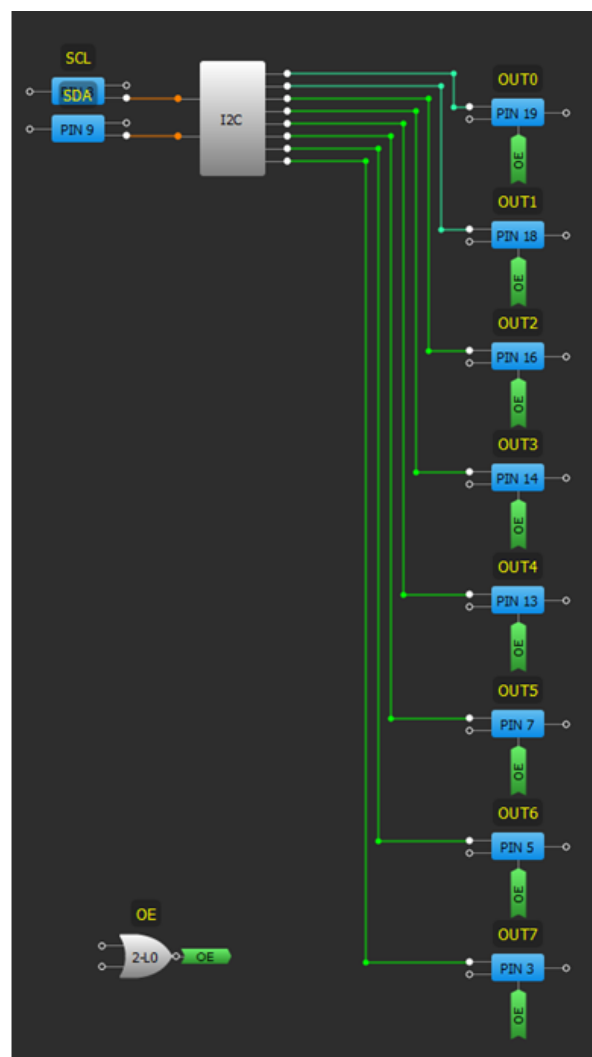 SCL
SDA
PIN 9
I2C
OUT0
PIN 19
OE
OUT1
PIN 18
OE
OUT2
PIN 16
OE
OUT3
PIN 14
OE
OUT4
PIN 13
OE
OUT5
PIN 7
OE
OUT6
PIN 5
OE
OUT7
PIN 3
OE
OE
2-L0
OE